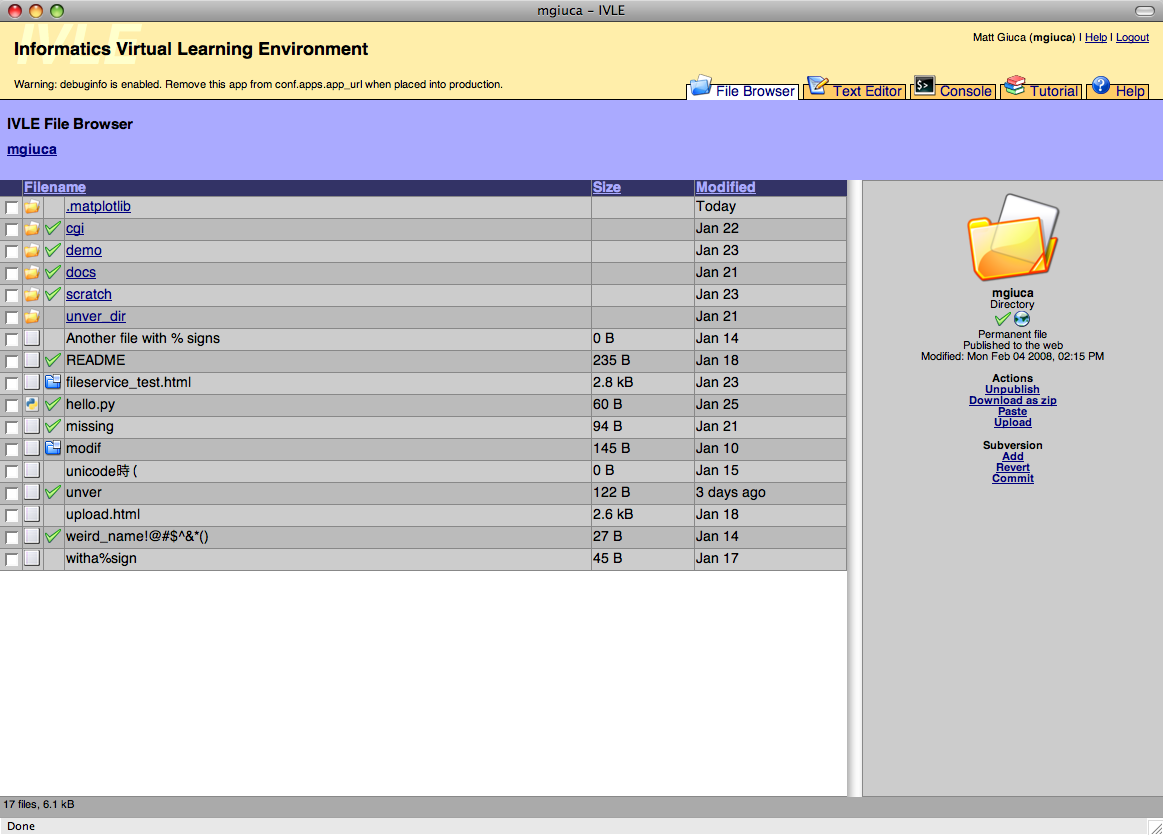 mgiuca – IVLE
IVLE
Informatics Virtual Learning Environment
Matt Giuca (mgiuca) | Help | Logout
Warning: debuginfo is enabled. Remove this app from conf.apps.app_url when placed into production.
File Browser Text Editor Console Tutorial Help
IVLE File Browser
mgiuca
Filename Size Modified
.matplotlib Today
cgi Jan 22
demo Jan 23
docs Jan 21
scratch Jan 23
unver_dir Jan 21
Another file with % signs 0 B Jan 14
README 235 B Jan 18
fileservice_test.html 2.8 kB Jan 23
hello.py 60 B Jan 25
missing 94 B Jan 21
modif 145 B Jan 10
unicode時 ( 0 B Jan 15
unver 122 B 3 days ago
upload.html 2.6 kB Jan 18
weird_name!@#$^&*() 27 B Jan 14
witha%sign 45 B Jan 17
mgiuca
Directory
Permanent file
Published to the web
Modified: Mon Feb 04 2008, 02:15 PM
Actions
Unpublish
Download as zip
Paste
Upload
Subversion
Add
Revert
Commit
17 files, 6.1 kB
Done